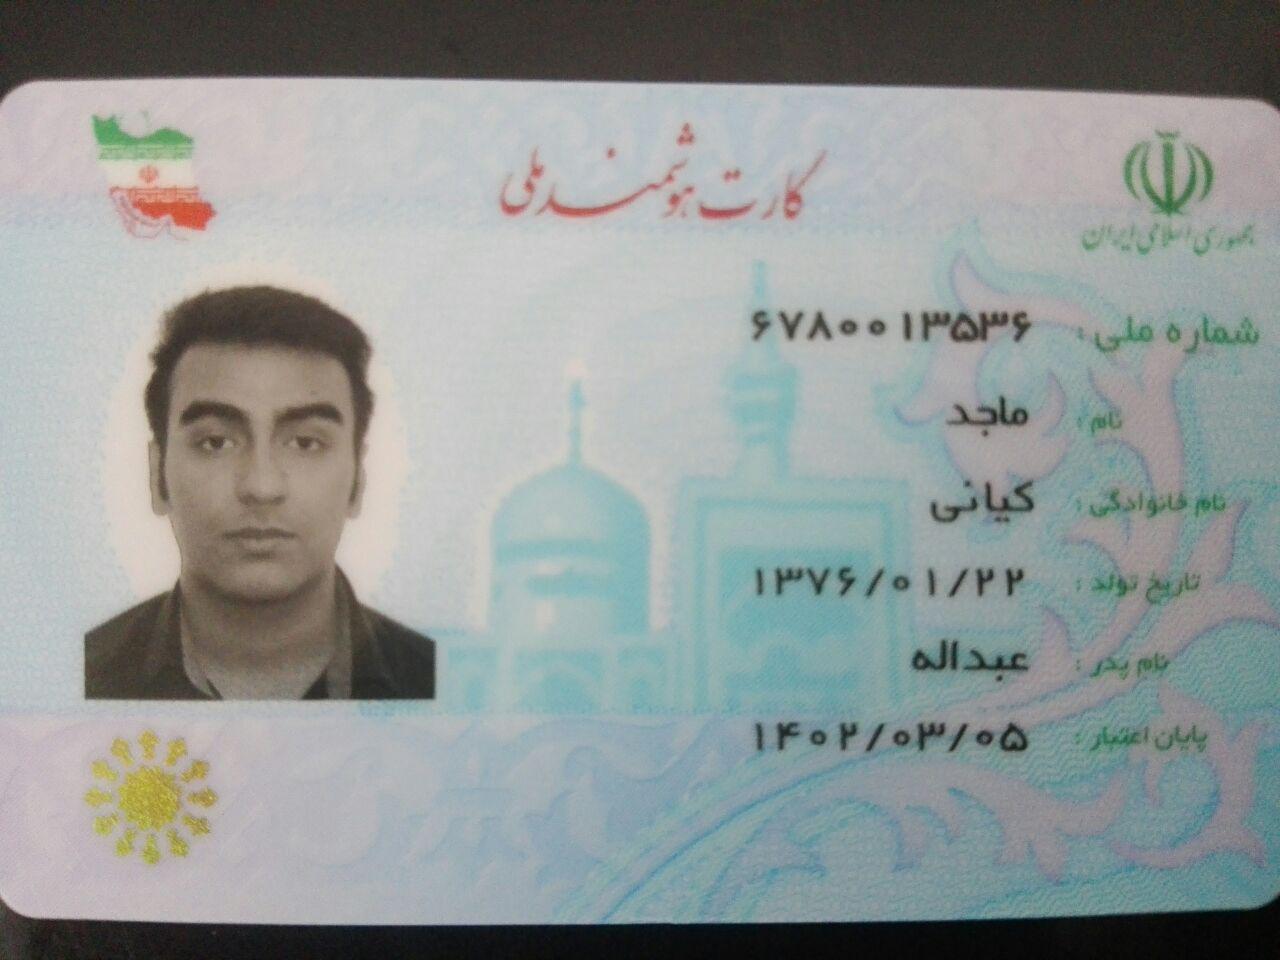 کارت هوشمند ملی
جمهوری اسلامی ایران
شماره ملی : ۶۷۸۰۰۱۳۵۳۶
نام : ماجد
نام خانوادگی : کیانی
تاریخ تولد : ۱۳۷۶/۰۱/۲۲
نام پدر : عبداله
پایان اعتبار : ۱۴۰۲/۰۳/۰۵